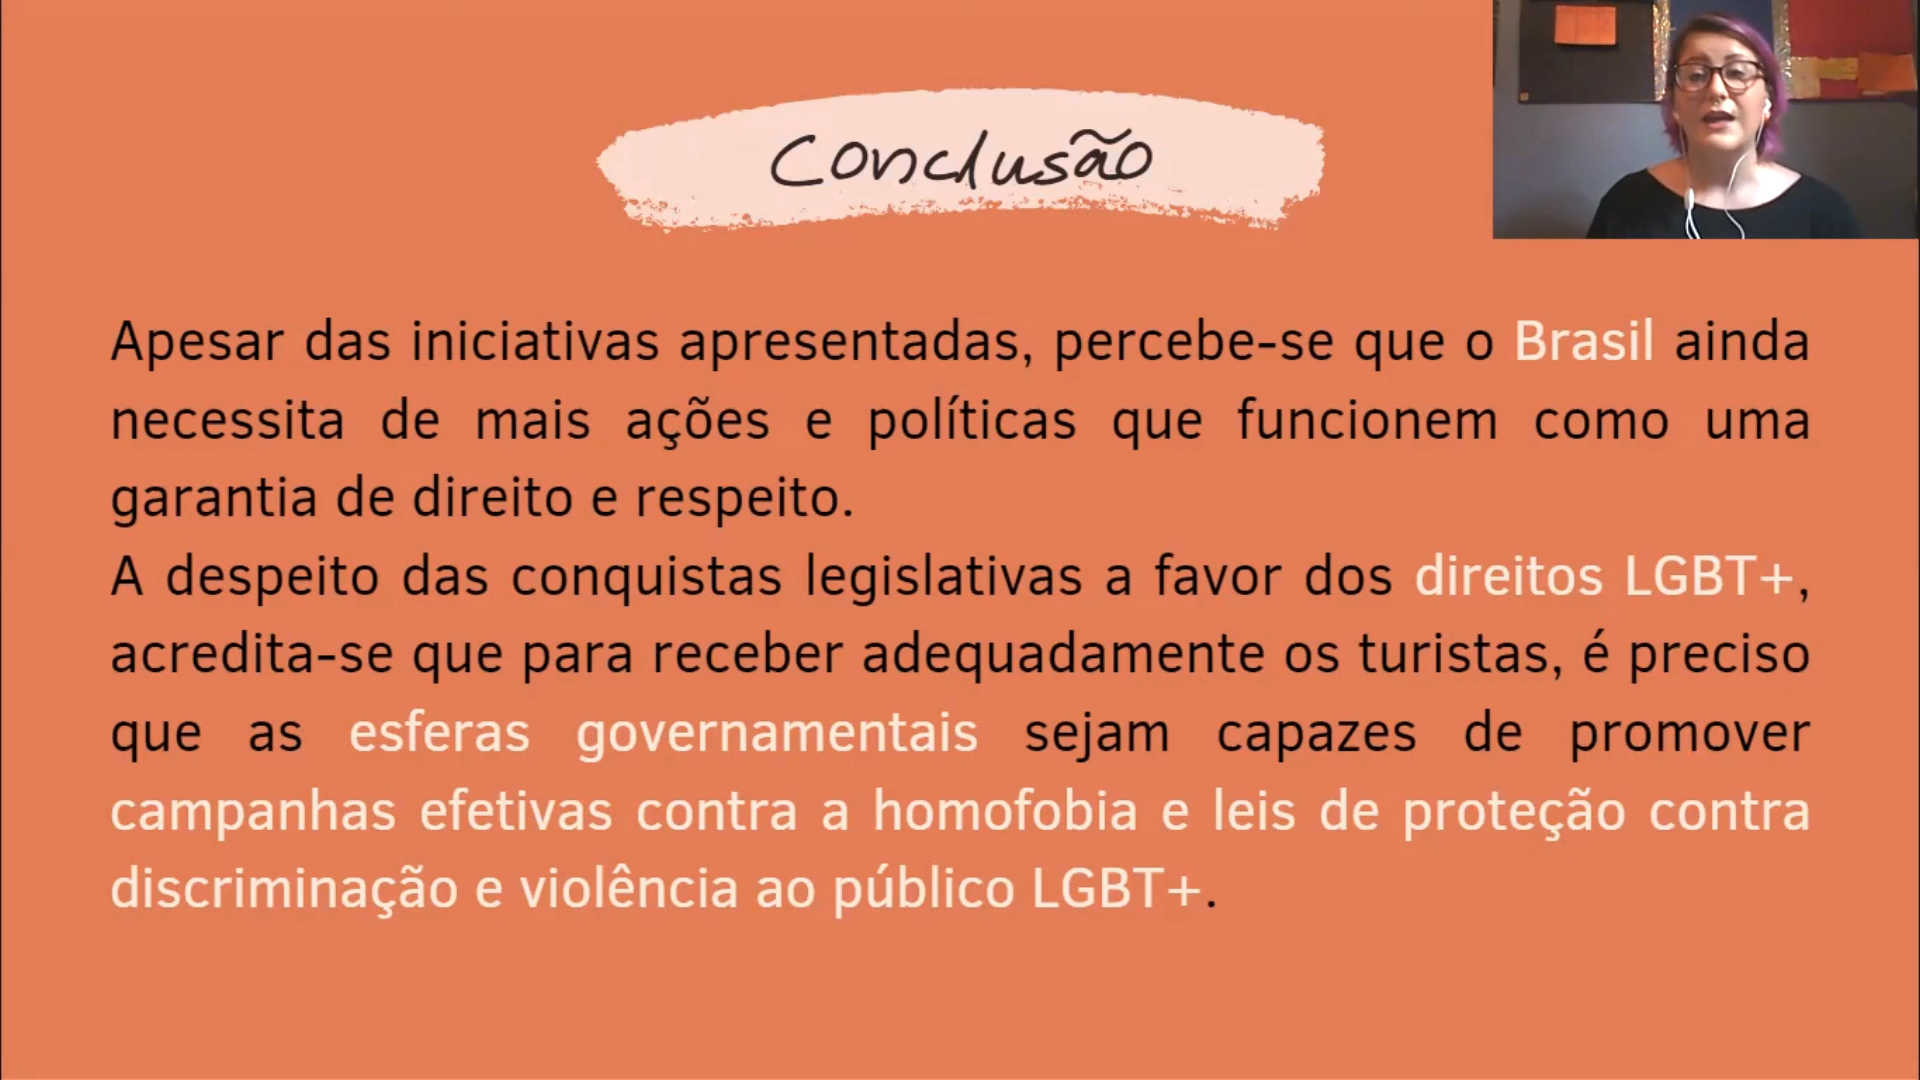 Conclusão
Apesar das iniciativas apresentadas, percebe-se que o Brasil ainda
necessita de mais ações e políticas que funcionem como uma
garantia de direito e respeito.
A despeito das conquistas legislativas a favor dos direitos LGBT+,
acredita-se que para receber adequadamente os turistas, é preciso
que as esferas governamentais sejam capazes de promover
campanhas efetivas contra a homofobia e leis de proteção contra
discriminação e violência ao público LGBT+.